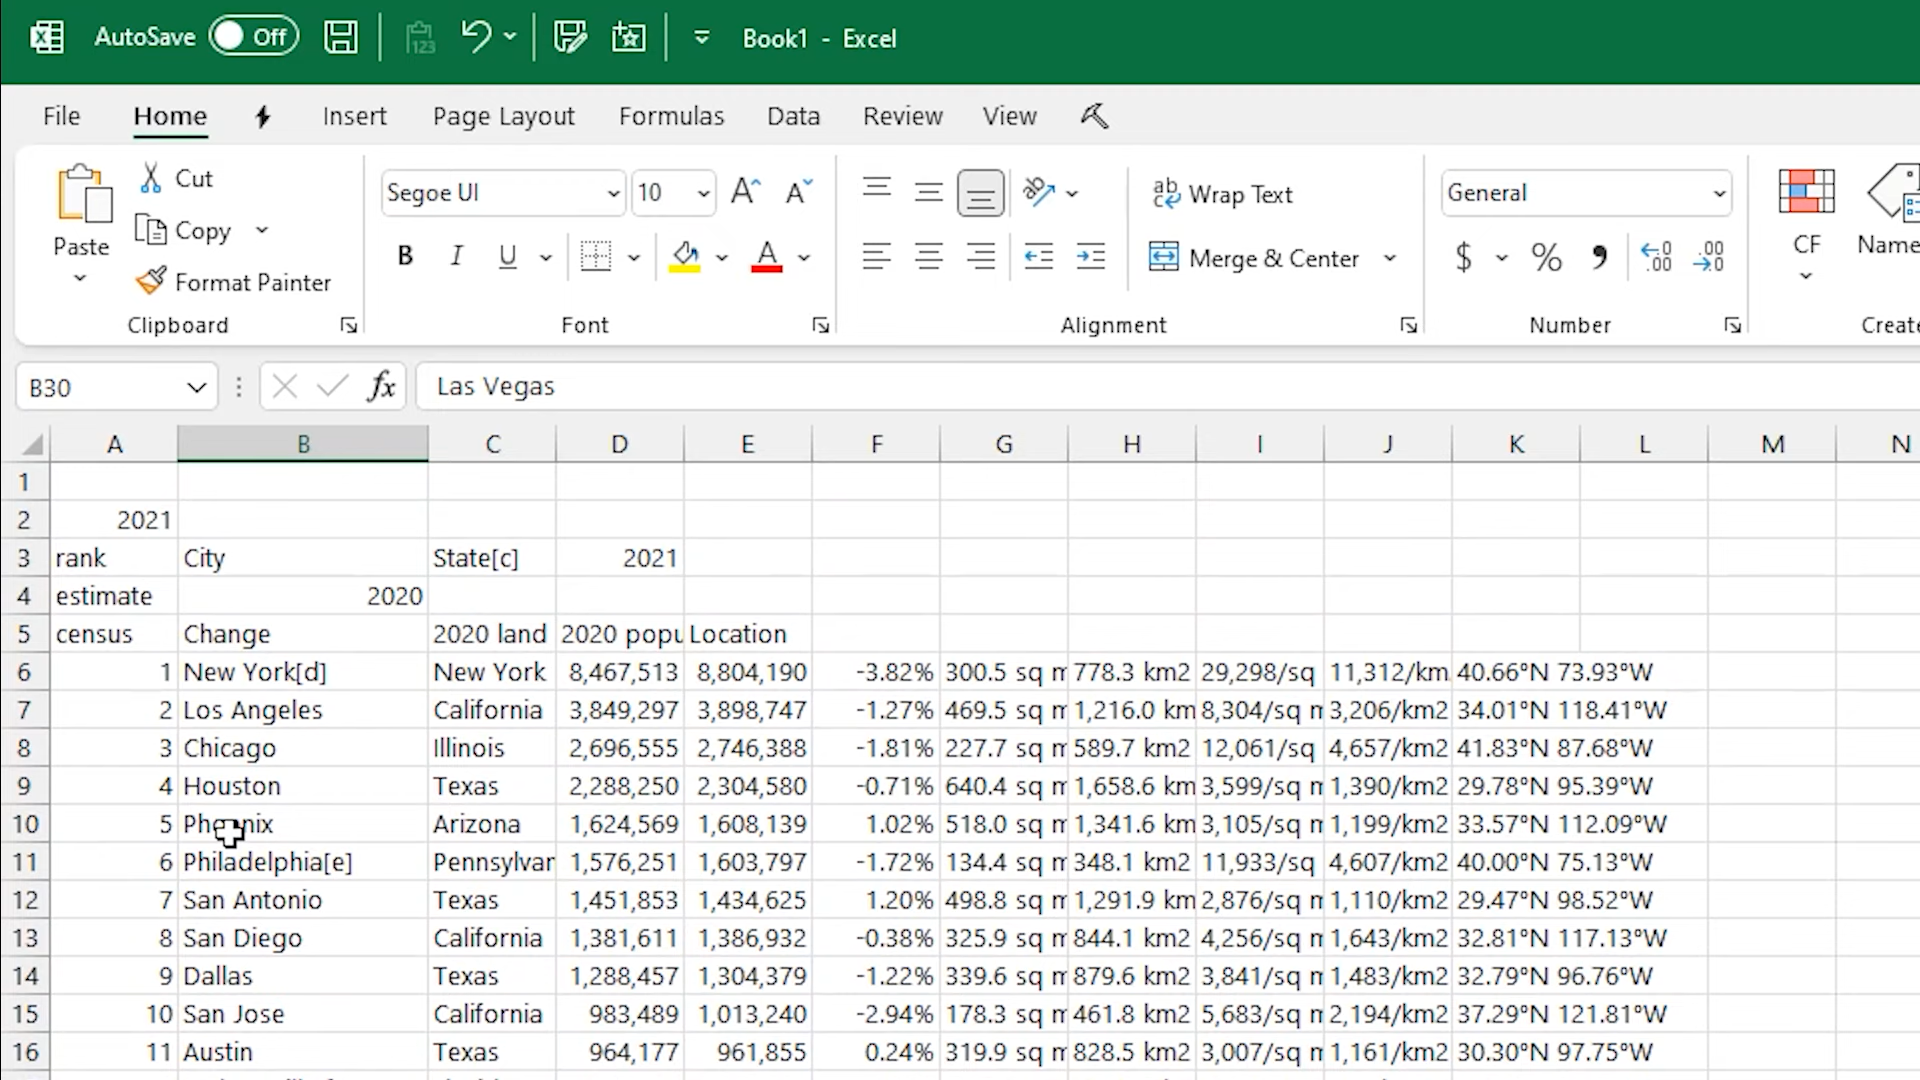 AutoSave Off 123 Book1 - Excel
File Home Insert Page Layout Formulas Data Review View
Paste Cut Copy Format Painter Clipboard
Segoe UI 10 A A B I U A Font
ab ab c Wrap Text Merge & Center Alignment
General $ % 9 .00 .00 Number
CF Name Create
B30 fx Las Vegas
A B C D E F G H I J K L M N
1
2 2021
3 rank City State[c] 2021
4 estimate 2020
5 census Change 2020 land 2020 popu Location
6 1 New York[d] New York 8,467,513 8,804,190 -3.82% 300.5 sq m 778.3 km2 29,298/sq 11,312/km 40.66°N 73.93°W
7 2 Los Angeles California 3,849,297 3,898,747 -1.27% 469.5 sq m 1,216.0 km 8,304/sq m 3,206/km2 34.01°N 118.41°W
8 3 Chicago Illinois 2,696,555 2,746,388 -1.81% 227.7 sq m 589.7 km2 12,061/sq 4,657/km2 41.83°N 87.68°W
9 4 Houston Texas 2,288,250 2,304,580 -0.71% 640.4 sq m 1,658.6 km 3,599/sq m 1,390/km2 29.78°N 95.39°W
10 5 Phoenix Arizona 1,624,569 1,608,139 1.02% 518.0 sq m 1,341.6 km 3,105/sq m 1,199/km2 33.57°N 112.09°W
11 6 Philadelphia[e] Pennsylvan 1,576,251 1,603,797 -1.72% 134.4 sq m 348.1 km2 11,933/sq 4,607/km2 40.00°N 75.13°W
12 7 San Antonio Texas 1,451,853 1,434,625 1.20% 498.8 sq m 1,291.9 km 2,876/sq m 1,110/km2 29.47°N 98.52°W
13 8 San Diego California 1,381,611 1,386,932 -0.38% 325.9 sq m 844.1 km2 4,256/sq m 1,643/km2 32.81°N 117.13°W
14 9 Dallas Texas 1,288,457 1,304,379 -1.22% 339.6 sq m 879.6 km2 3,841/sq m 1,483/km2 32.79°N 96.76°W
15 10 San Jose California 983,489 1,013,240 -2.94% 178.3 sq m 461.8 km2 5,683/sq m 2,194/km2 37.29°N 121.81°W
16 11 Austin Texas 964,177 961,855 0.24% 319.9 sq m 828.5 km2 3,007/sq m 1,161/km2 30.30°N 97.75°W